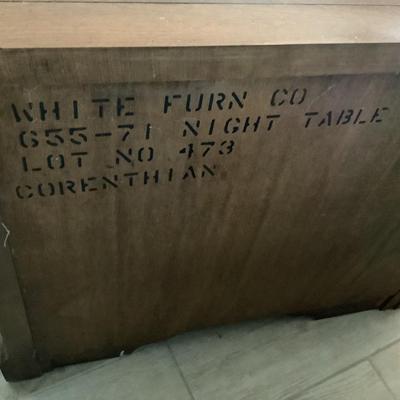 WHITE FURN CO
655-71 NIGHT TABLE
LOT NO 473
CORENTHIAN